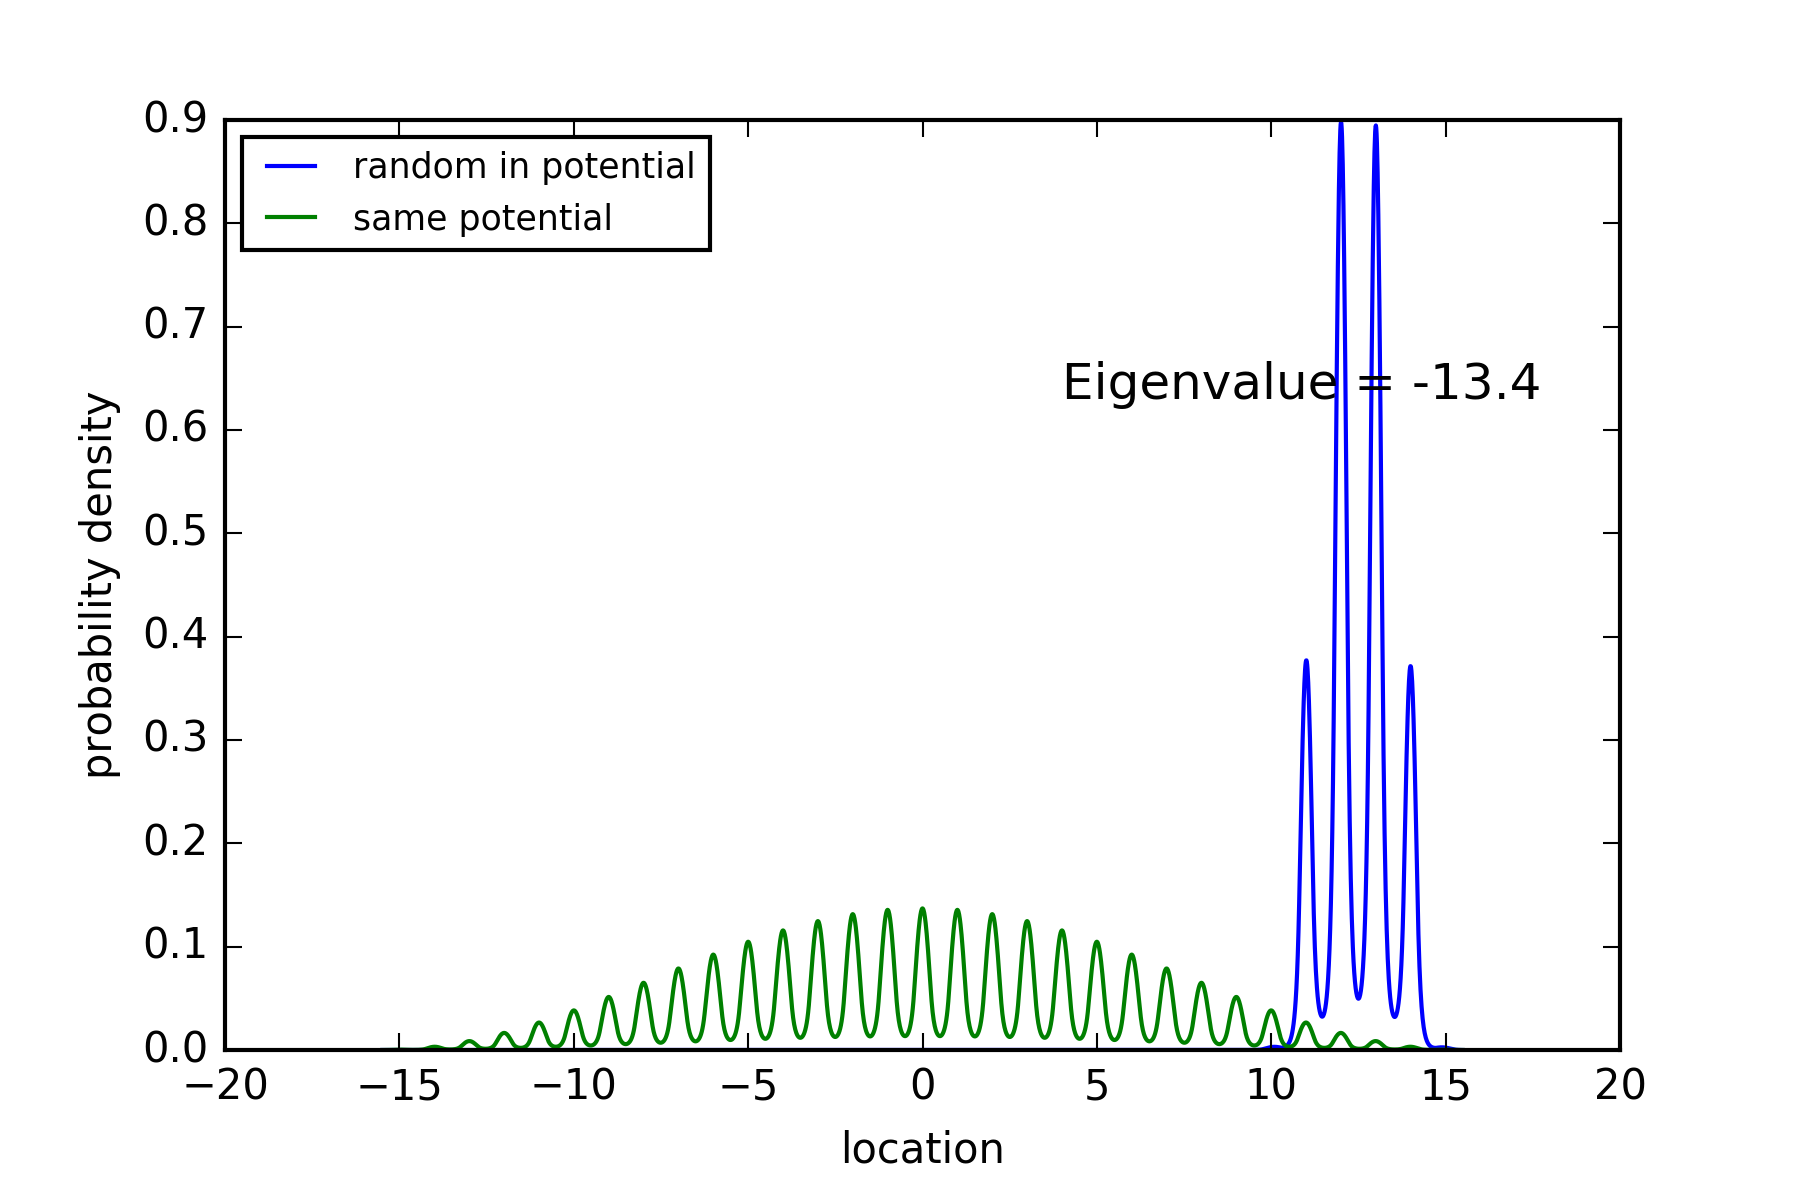 0.9
0.8
0.7
0.6
0.5
0.4
0.3
0.2
0.1
0.0
probability density
random in potential
same potential
Eigenvalue = -13.4
−20 −15 −10 −5 0 5 10 15 20
location